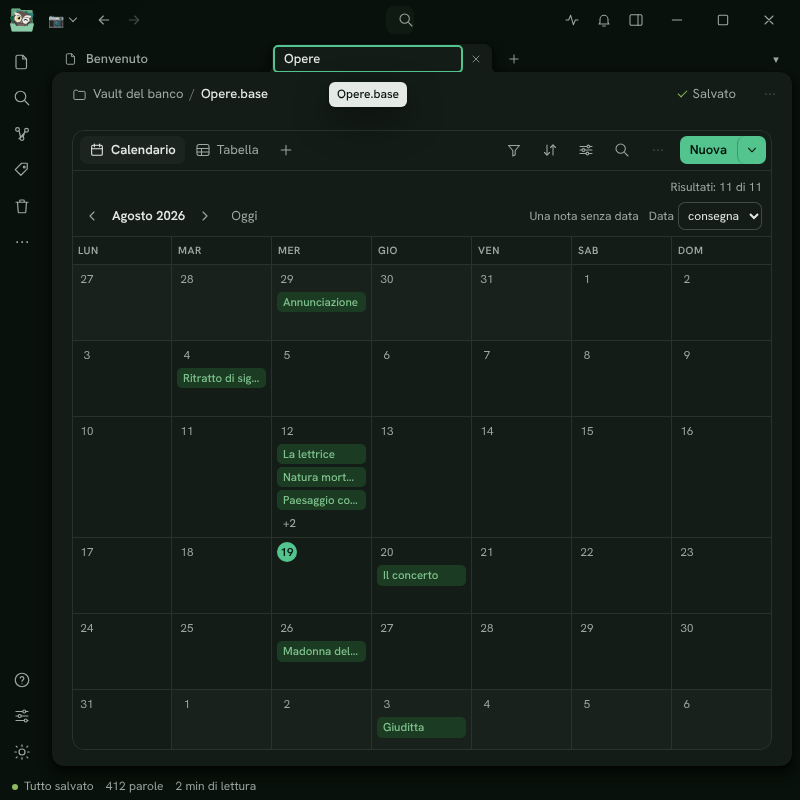 Benvenuto
Opere
Vault del banco / Opere.base
Opere.base
Salvato
Calendario
Tabella
Nuova
Risultati: 11 di 11
Agosto 2026
Oggi
Una nota senza data
Data
consegna
LUN MAR MER GIO VEN SAB DOM
27 28 29 30 31 1 2
Annunciazione
3 4 5 6 7 8 9
Ritratto di sig...
10 11 12 13 14 15 16
La lettrice
Natura mort...
Paesaggio co...
+2
17 18 19 20 21 22 23
Il concerto
24 25 26 27 28 29 30
Madonna del...
31 1 2 3 4 5 6
Giuditta
Tutto salvato 412 parole 2 min di lettura